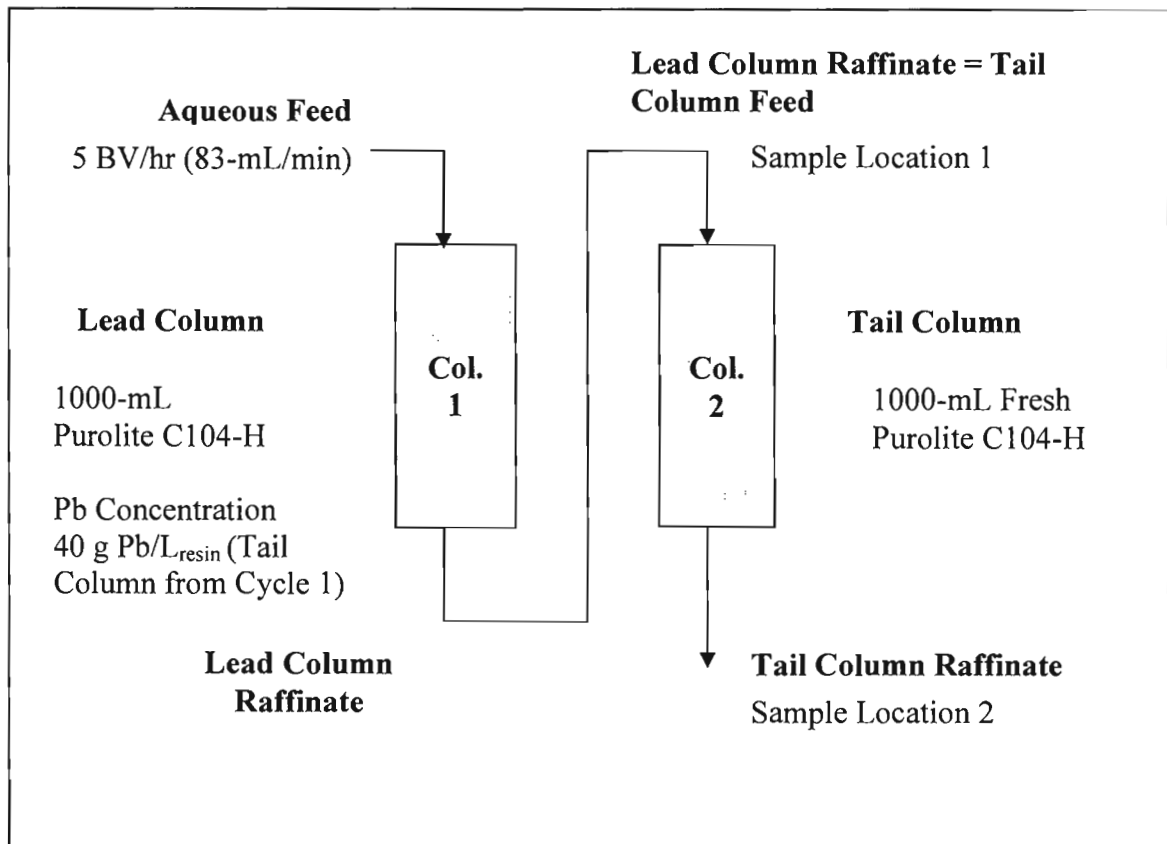 Aqueous Feed
5 BV/hr (83-mL/min)
Lead Column Raffinate = Tail
Column Feed
Sample Location 1
Lead Column
1000-mL
Purolite C104-H
Pb Concentration
40 g Pb/Lresin (Tail
Column from Cycle 1)
Col.
1
Col.
2
Tail Column
1000-mL Fresh
Purolite C104-H
Lead Column
Raffinate
Tail Column Raffinate
Sample Location 2